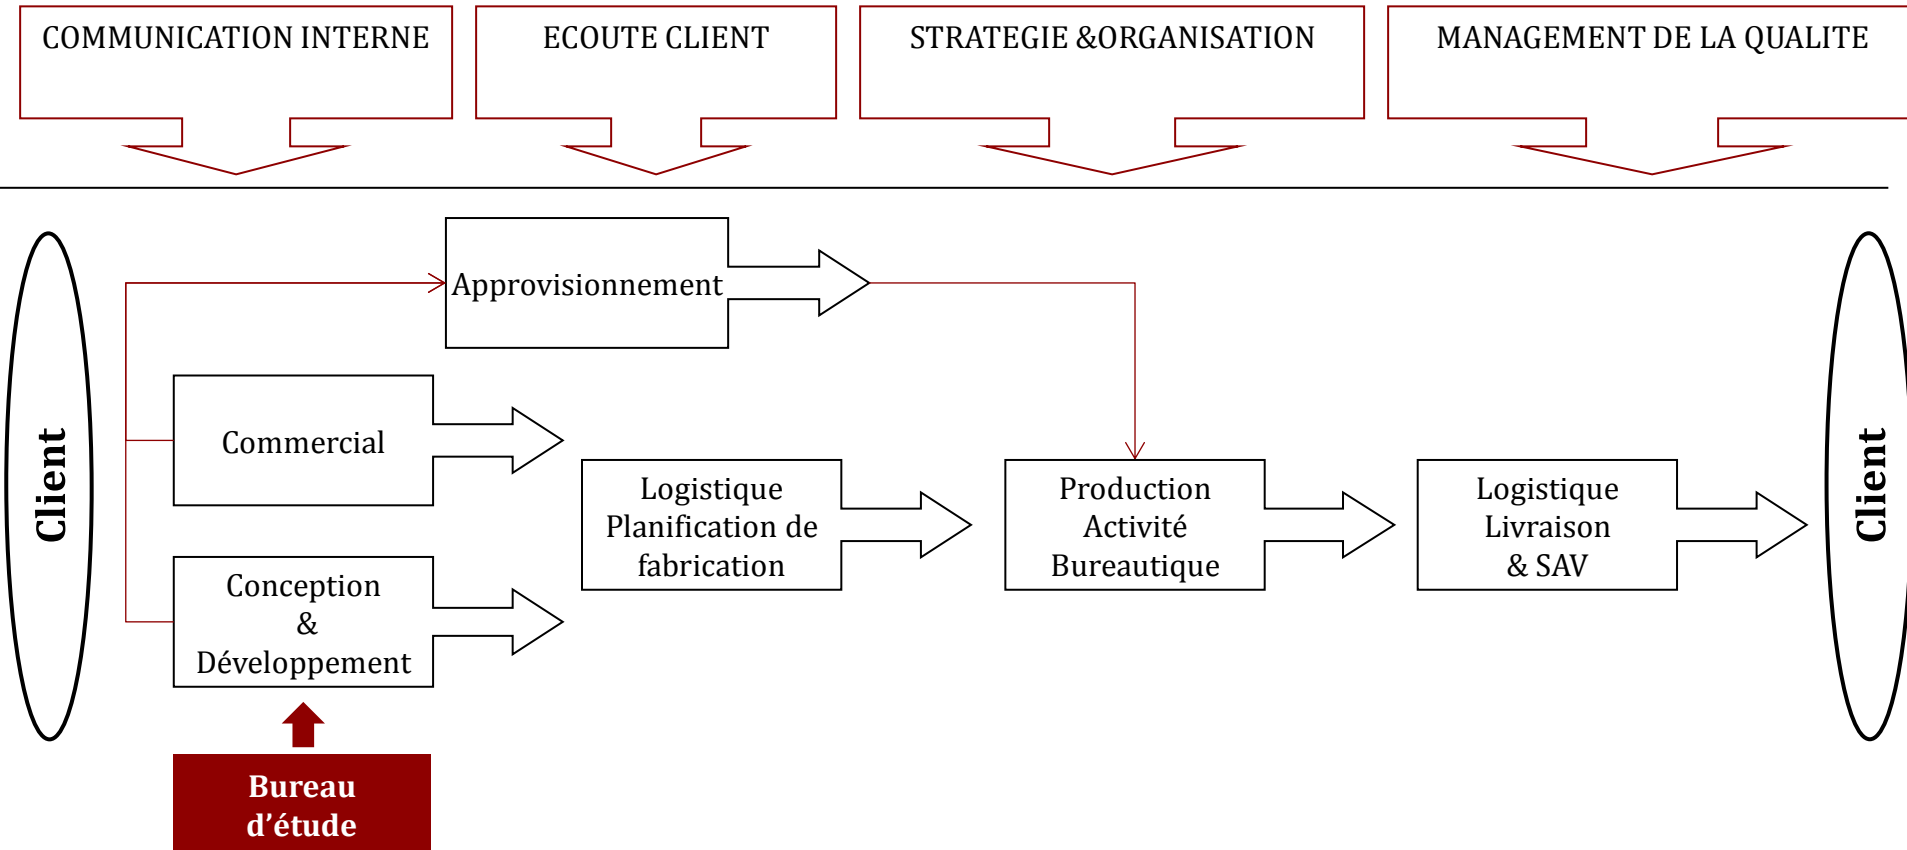 COMMUNICATION INTERNE
ECOUTE CLIENT
STRATEGIE &ORGANISATION
MANAGEMENT DE LA QUALITE
Client
Approvisionnement
Commercial
Conception
&
Développement
Bureau
d’étude
Logistique
Planification de
fabrication
Production
Activité
Bureautique
Logistique
Livraison
& SAV
Client